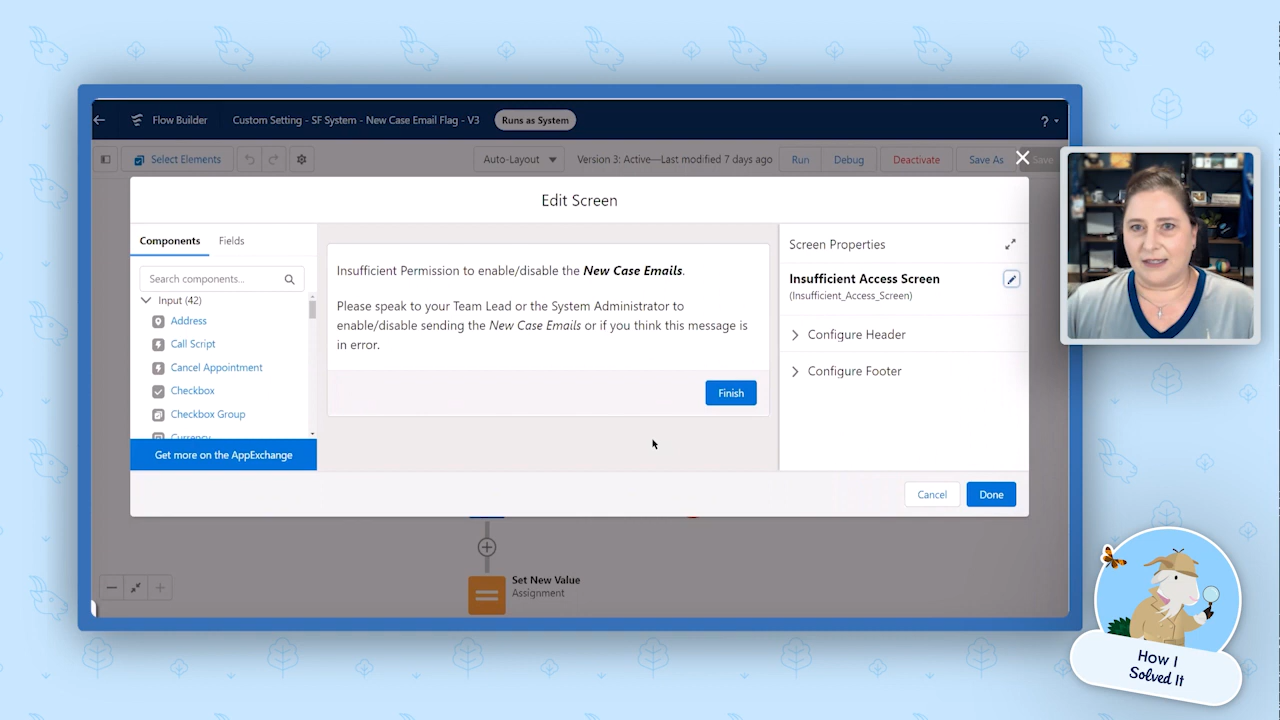 Flow Builder
Custom Setting - SF System - New Case Email Flag - V3
Runs as System
?
Select Elements
Auto-Layout
Version 3: Active—Last modified 7 days ago
Run
Debug
Deactivate
Save As
Save
Edit Screen
Components
Fields
Search components...
Input (42)
Address
Call Script
Cancel Appointment
Checkbox
Checkbox Group
Currency
Get more on the AppExchange
Insufficient Permission to enable/disable the New Case Emails.
Please speak to your Team Lead or the System Administrator to
enable/disable sending the New Case Emails or if you think this message is
in error.
Finish
Screen Properties
Insufficient Access Screen
(Insufficient_Access_Screen)
Configure Header
Configure Footer
Cancel
Done
Set New Value
Assignment
How I
Solved It